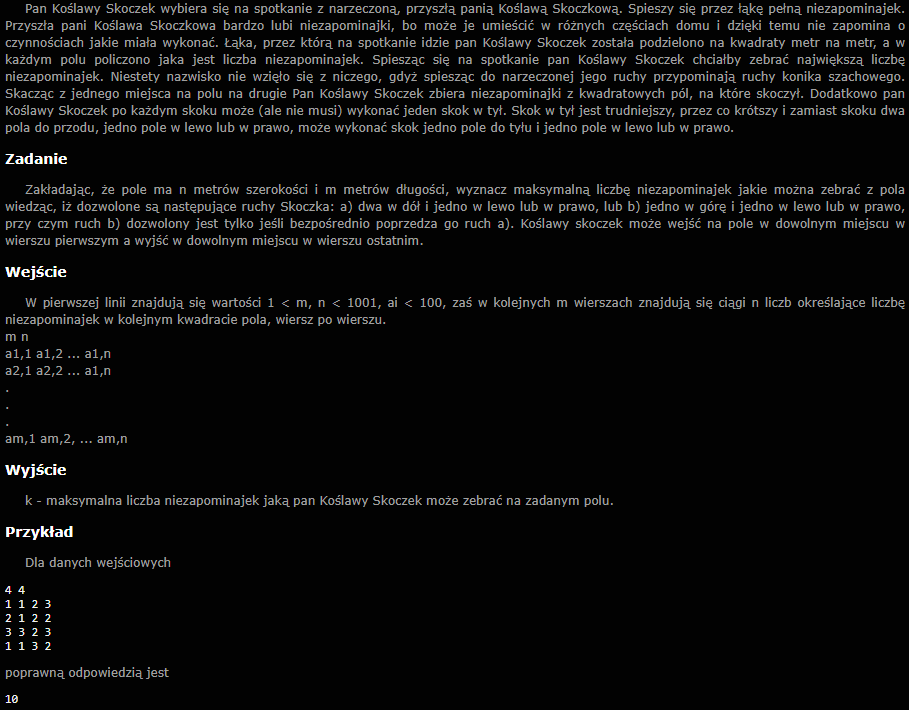 Pan Koślawy Skoczek wybiera się na spotkanie z narzeczoną, przyszłą panią Koślawą Skoczkową. Spieszy się przez łąkę pełną niezapominajek.
Przyszła pani Koślawa Skoczkowa bardzo lubi niezapominajki, bo może je umieścić w różnych częściach domu i dzięki temu nie zapomina o
czynnościach jakie miała wykonać. Łąka, przez którą na spotkanie idzie pan Koślawy Skoczek została podzielono na kwadraty metr na metr, a w
każdym polu policzono jaka jest liczba niezapominajek. Spiesząc się na spotkanie pan Koślawy Skoczek chciałby zebrać największą liczbę
niezapominajek. Niestety nazwisko nie wzięło się z niczego, gdyż spiesząc do narzeczonej jego ruchy przypominają ruchy konika szachowego.
Skacząc z jednego miejsca na polu na drugie Pan Koślawy Skoczek zbiera niezapominajki z kwadratowych pól, na które skoczył. Dodatkowo pan
Koślawy Skoczek po każdym skoku może (ale nie musi) wykonać jeden skok w tył. Skok w tył jest trudniejszy, przez co krótszy i zamiast skoku dwa
pola do przodu, jedno pole w lewo lub w prawo, może wykonać skok jedno pole do tyłu i jedno pole w lewo lub w prawo.
Zadanie
Zakładając, że pole ma n metrów szerokości i m metrów długości, wyznacz maksymalną liczbę niezapominajek jakie można zebrać z pola
wiedząc, iż dozwolone są następujące ruchy Skoczka: a) dwa w dół i jedno w lewo lub w prawo, lub b) jedno w górę i jedno w lewo lub w prawo,
przy czym ruch b) dozwolony jest tylko jeśli bezpośrednio poprzedza go ruch a). Koślawy skoczek może wejść na pole w dowolnym miejscu w
wierszu pierwszym a wyjść w dowolnym miejscu w wierszu ostatnim.
Wejście
W pierwszej linii znajdują się wartości 1 < m, n < 1001, ai < 100, zaś w kolejnych m wierszach znajdują się ciągi n liczb określające liczbę
niezapominajek w kolejnym kwadracie pola, wiersz po wierszu.
m n
a1,1 a1,2 ... a1,n
a2,1 a2,2 ... a1,n
.
.
.
am,1 am,2, ... am,n
Wyjście
k - maksymalna liczba niezapominajek jaką pan Koślawy Skoczek może zebrać na zadanym polu.
Przykład
Dla danych wejściowych
4 4
1 1 2 3
2 1 2 2
3 3 2 3
1 1 3 2
poprawną odpowiedzią jest
10